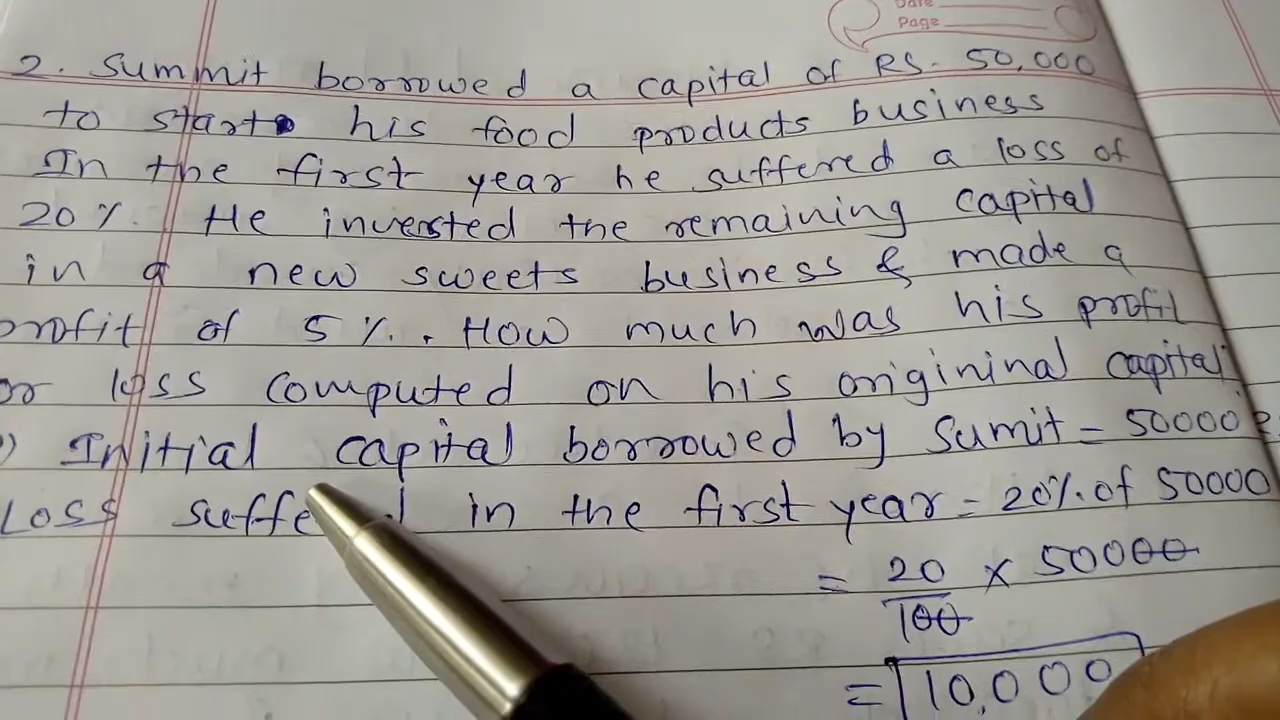 Date
Page
2. Summit borrowed a capital of RS. 50,000
to start his food products business
In the first year he suffered a loss of
20%. He invested the remaining capital
in a new sweets business & made a
profit of 5%. How much was his profit
or loss computed on his origininal capital.
) Initial capital borrowed by Sumit = 50000
Loss in the first year = 20% of 50000
= 20/100 × 50000
= 10,000